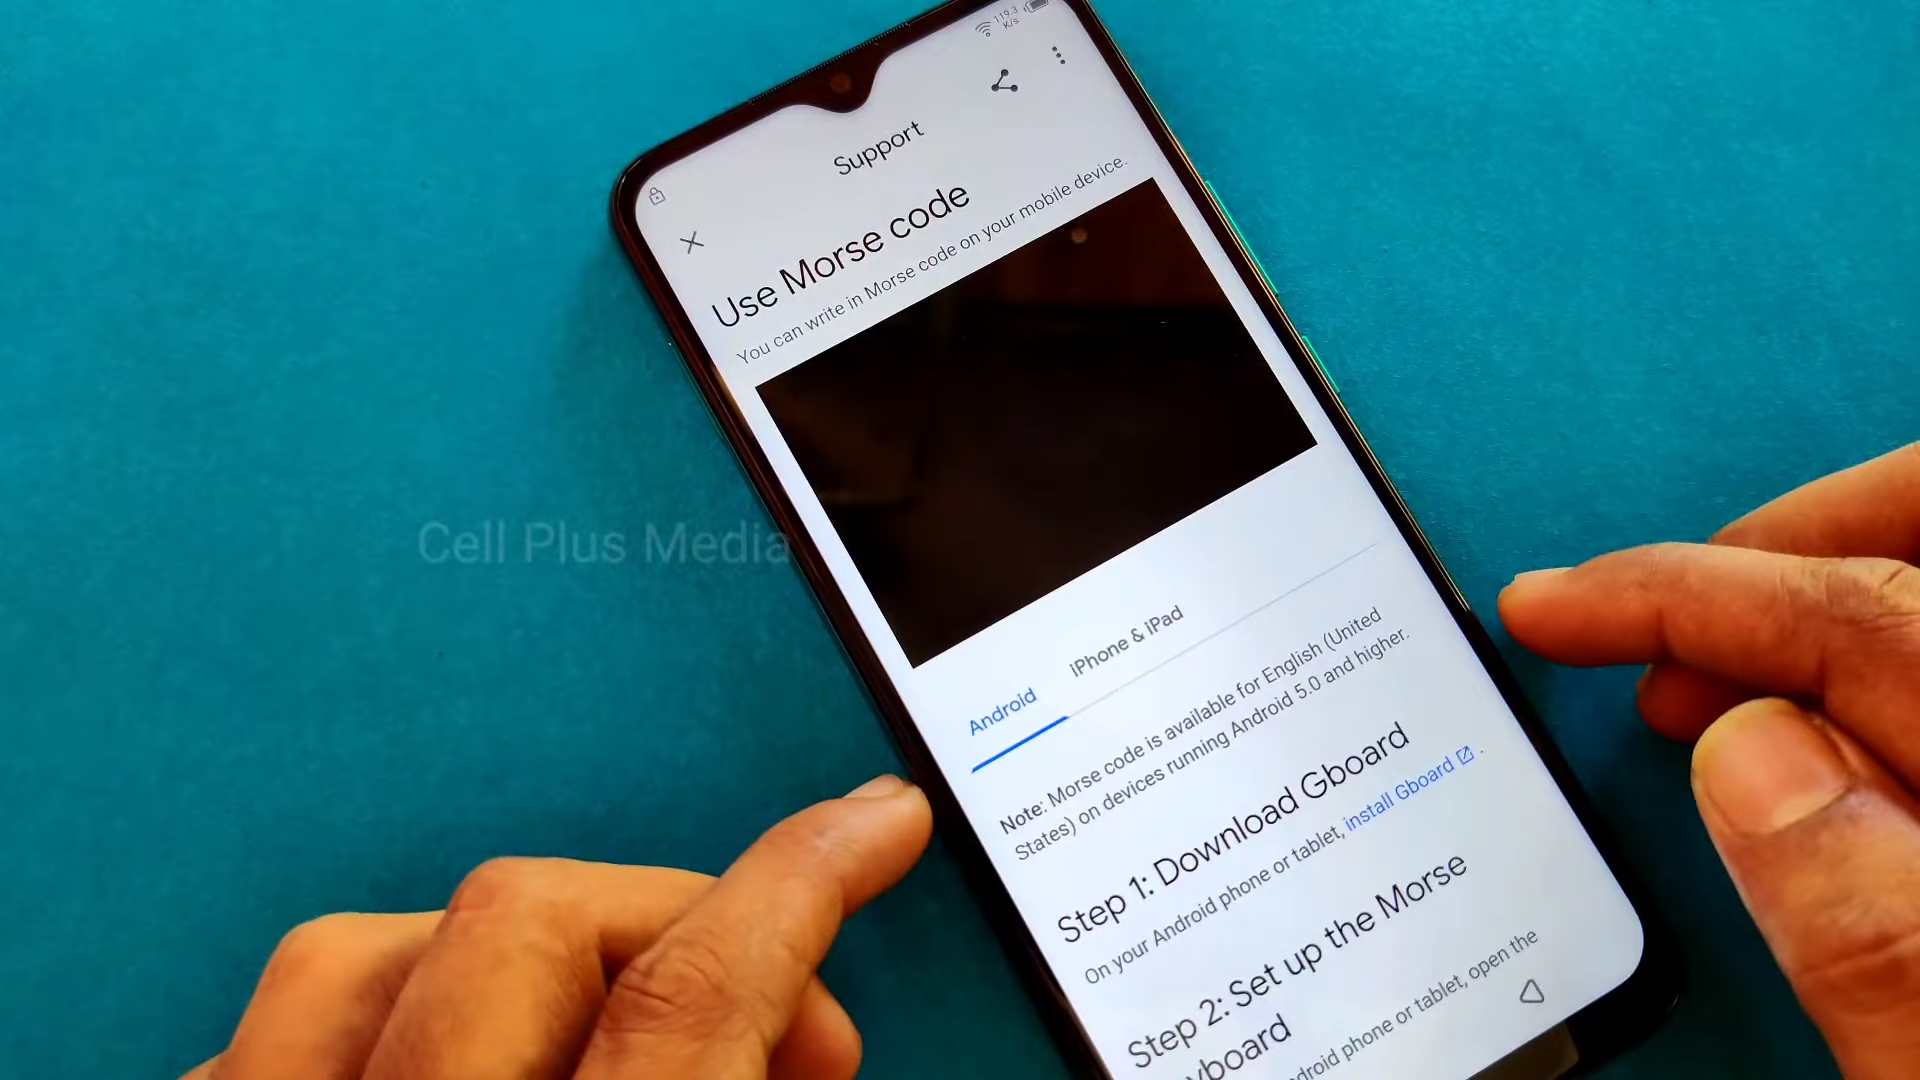 119.3
K/s
Support
Use Morse code
You can write in Morse code on your mobile device.
Android
iPhone & iPad
Note: Morse code is available for English (United
States) on devices running Android 5.0 and higher.
Step 1: Download Gboard
On your Android phone or tablet, install Gboard .
Step 2: Set up the Morse
yboard
droid phone or tablet, open the
Cell Plus Media